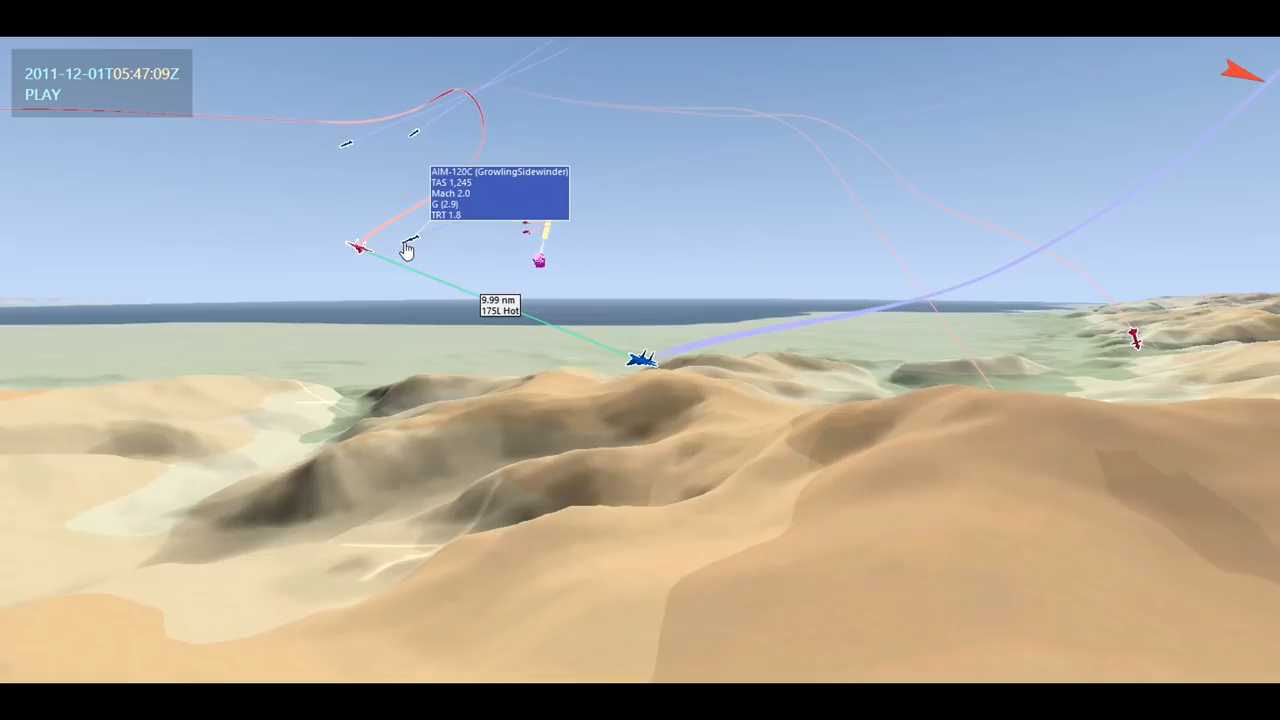 2011-12-01T05:47:09Z
PLAY
AIM-120C (GrowlingSidewinder)
TAS 1,245
Mach 2.0
G (2.9)
TRT 1.8
9.99 nm
175L Hot